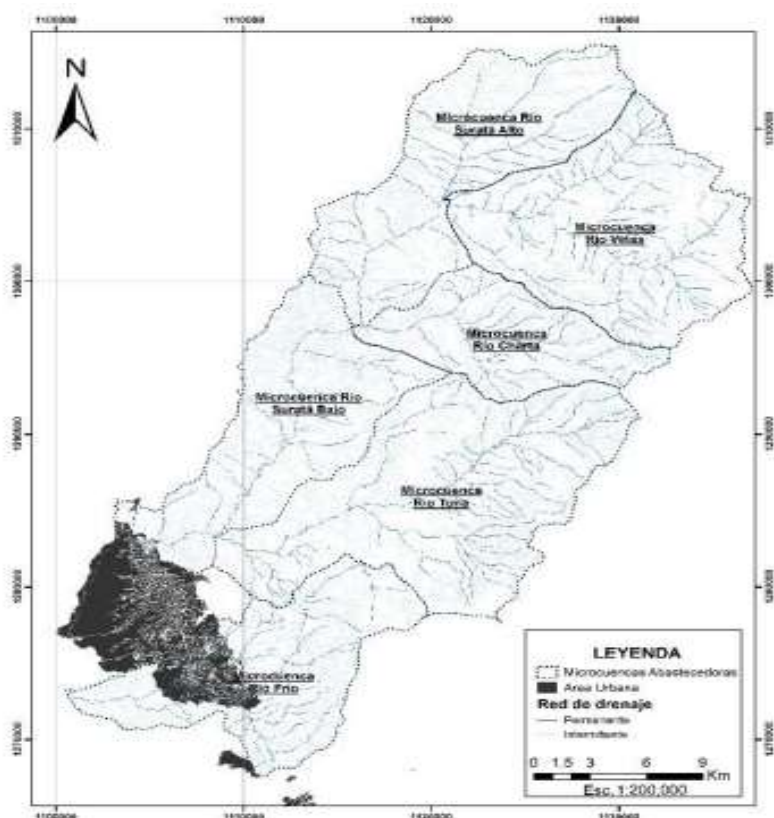 N
Microcuenca Río
Suratá Alto
Microcuenca
Río Vetas
Microcuenca
Río Charta
Microcuenca Río
Suratá Bajo
Microcuenca
Río Tona
Microcuenca
Río Frío
LEYENDA
Microcuencas Abastecedoras
Area Urbana
Red de drenaje
Permanente
Intermitente
0 1.5 3 6 9
Km
Esc. 1:200,000